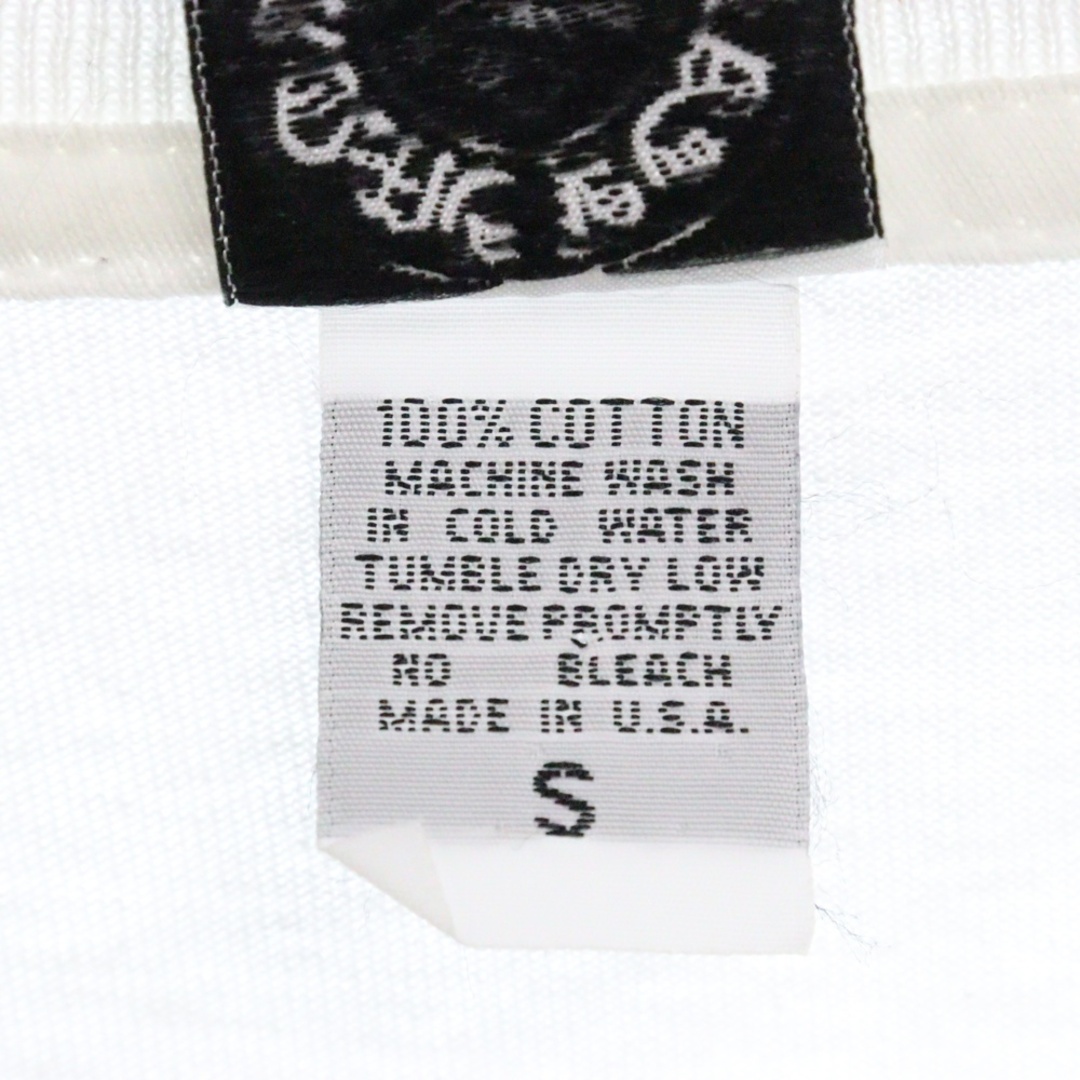 100% COTTON
MACHINE WASH
IN COLD WATER
TUMBLE DRY LOW
REMOVE PROMPTLY
NO BLEACH
MADE IN U.S.A.
S